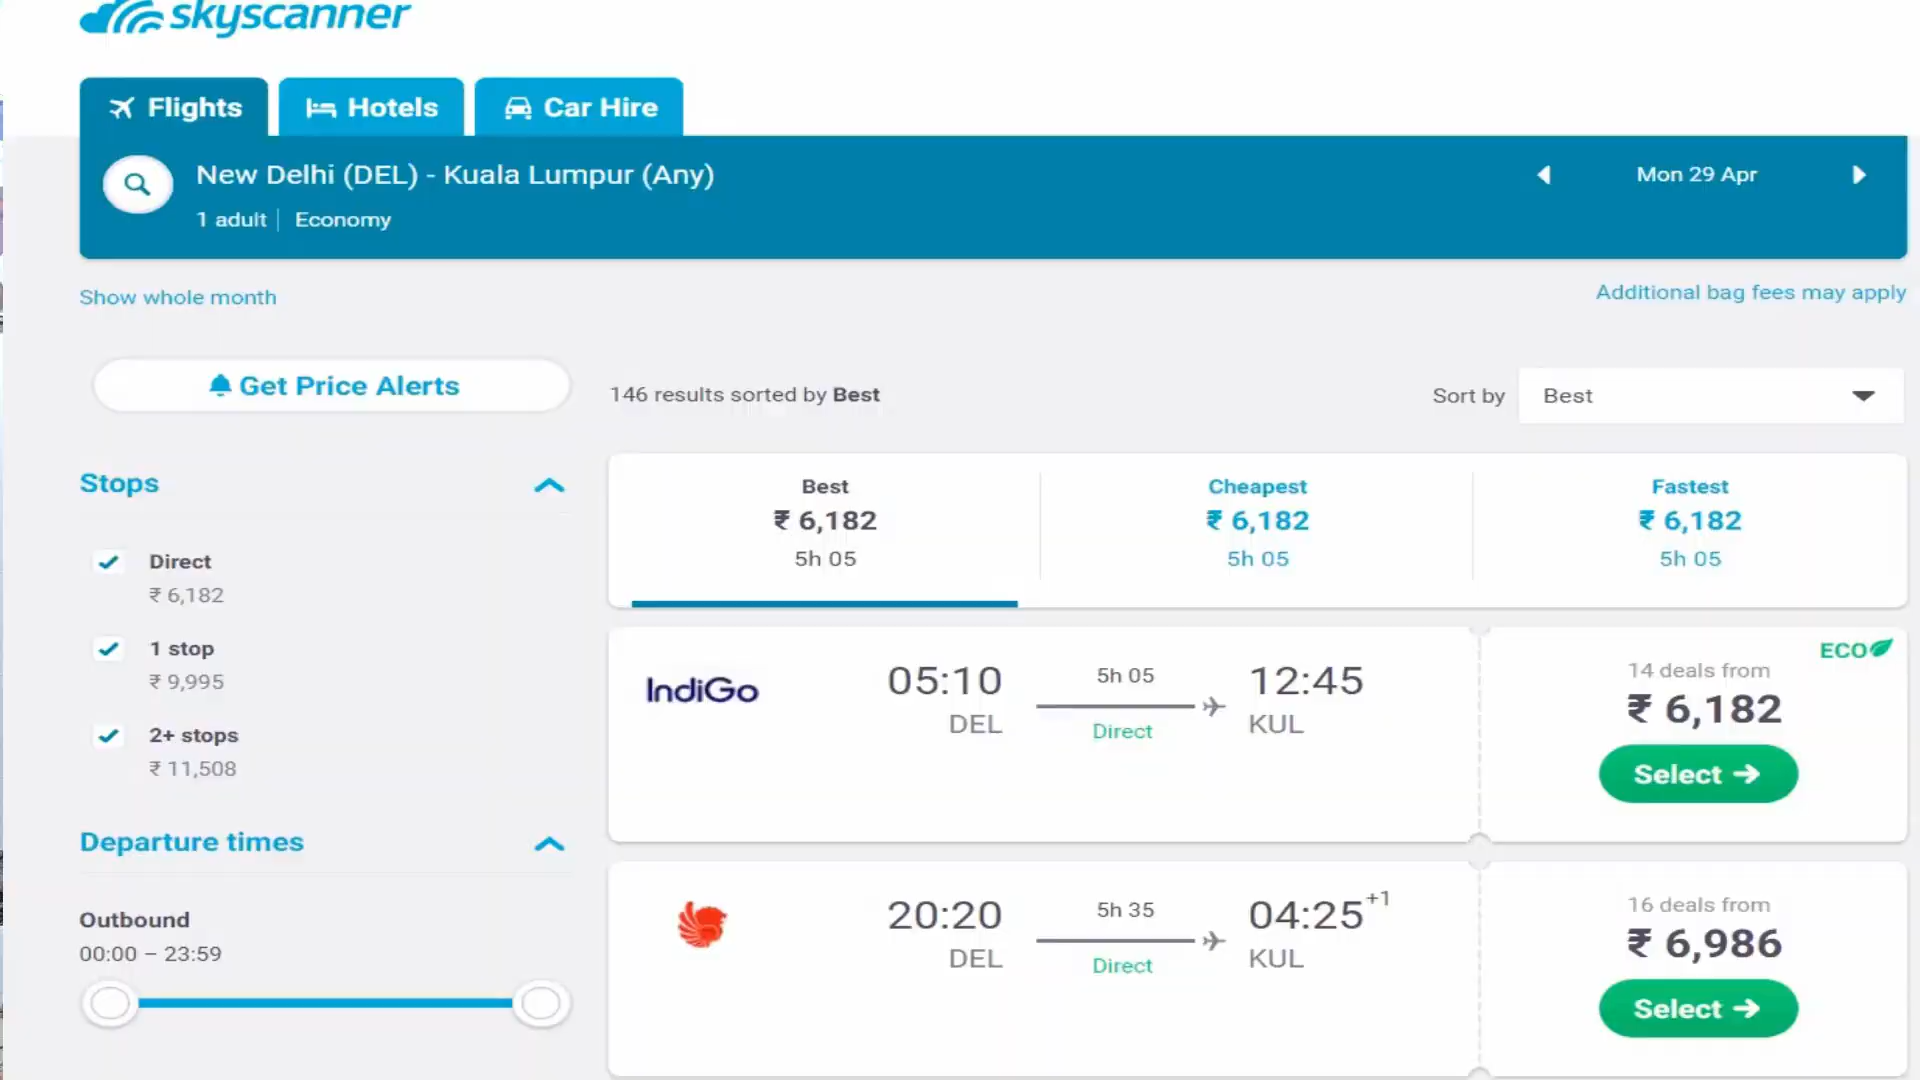 skyscanner
Flights
Hotels
Car Hire
New Delhi (DEL) - Kuala Lumpur (Any)
1 adult | Economy
Mon 29 Apr
Show whole month
Additional bag fees may apply
Get Price Alerts
146 results sorted by Best
Sort by
Best
Stops
Direct
₹ 6,182
1 stop
₹ 9,995
2+ stops
₹ 11,508
Departure times
Outbound
00:00 – 23:59
Best
₹ 6,182
5h 05
Cheapest
₹ 6,182
5h 05
Fastest
₹ 6,182
5h 05
IndiGo
05:10
DEL
5h 05
Direct
12:45
KUL
ECO
14 deals from
₹ 6,182
Select →
20:20
DEL
5h 35
Direct
04:25+1
KUL
16 deals from
₹ 6,986
Select →